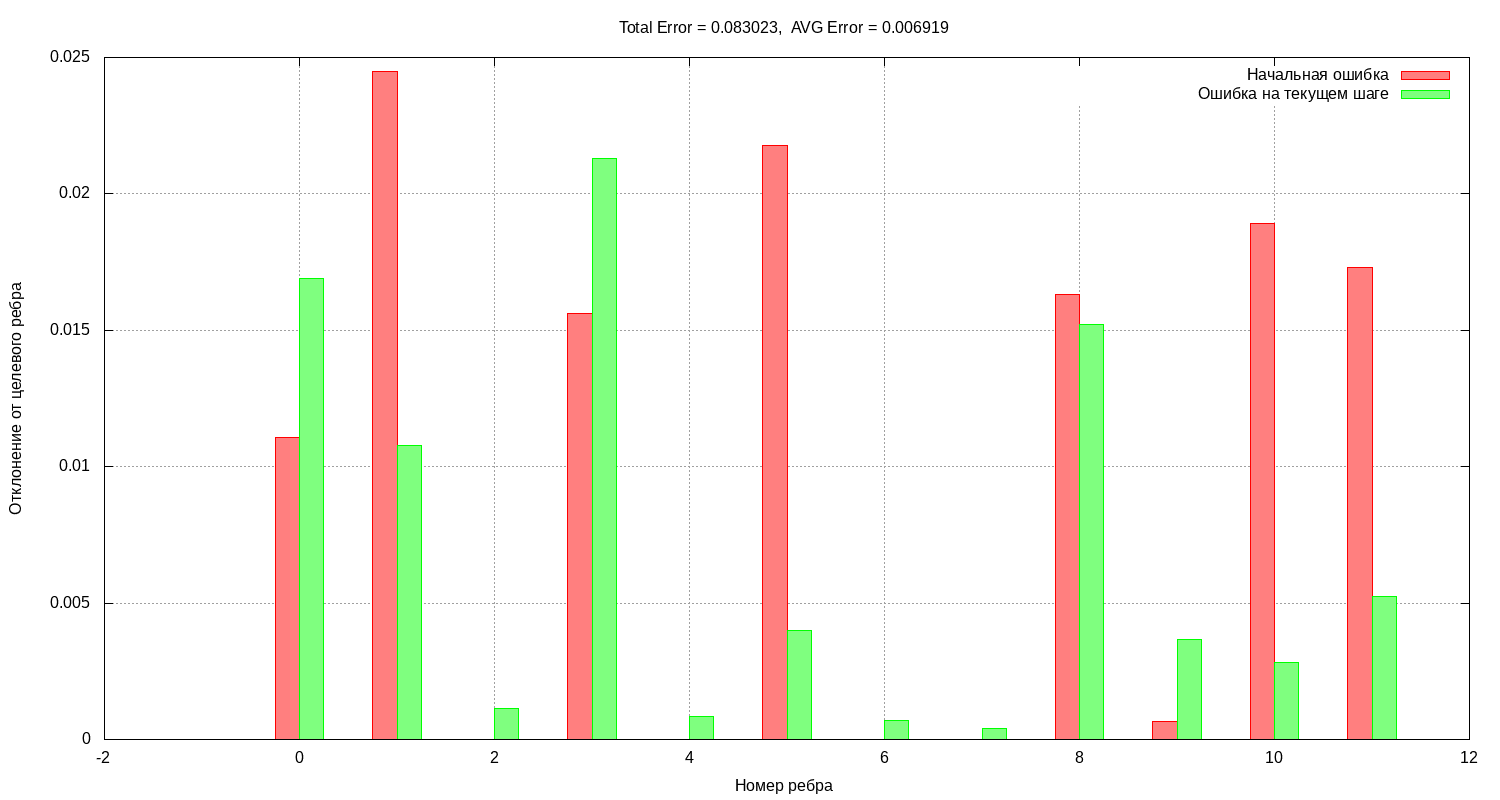 Total Error = 0.083023,  AVG Error = 0.006919
Начальная ошибка
Ошибка на текущем шаге
Отклонение от целевого ребра
0.025
0.02
0.015
0.01
0.005
0
-2
0
2
4
6
8
10
12
Номер ребра